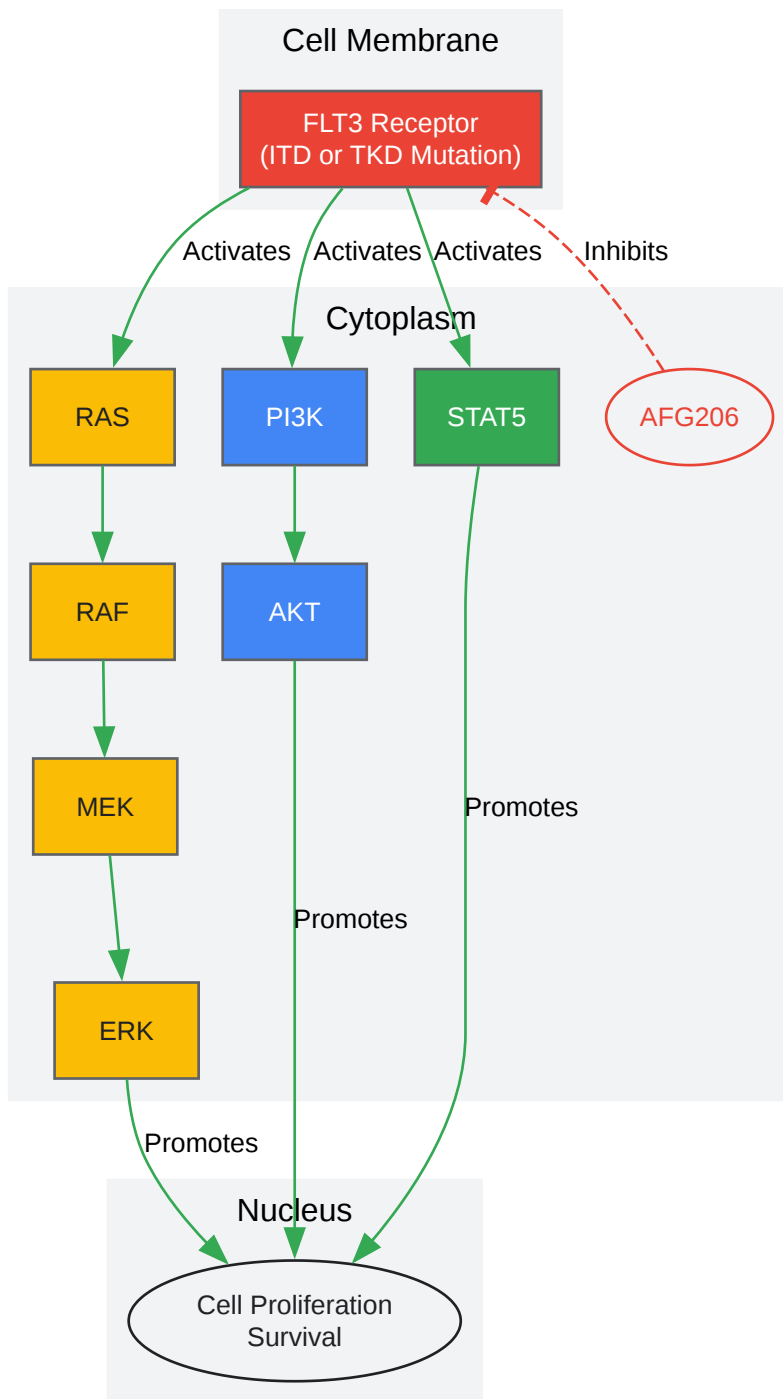 Cell Membrane
FLT3 Receptor
(ITD or TKD Mutation)
Activates
Activates
Activates
Inhibits
Cytoplasm
RAS
PI3K
STAT5
AFG206
RAF
AKT
MEK
Promotes
Promotes
ERK
Promotes
Nucleus
Cell Proliferation
Survival